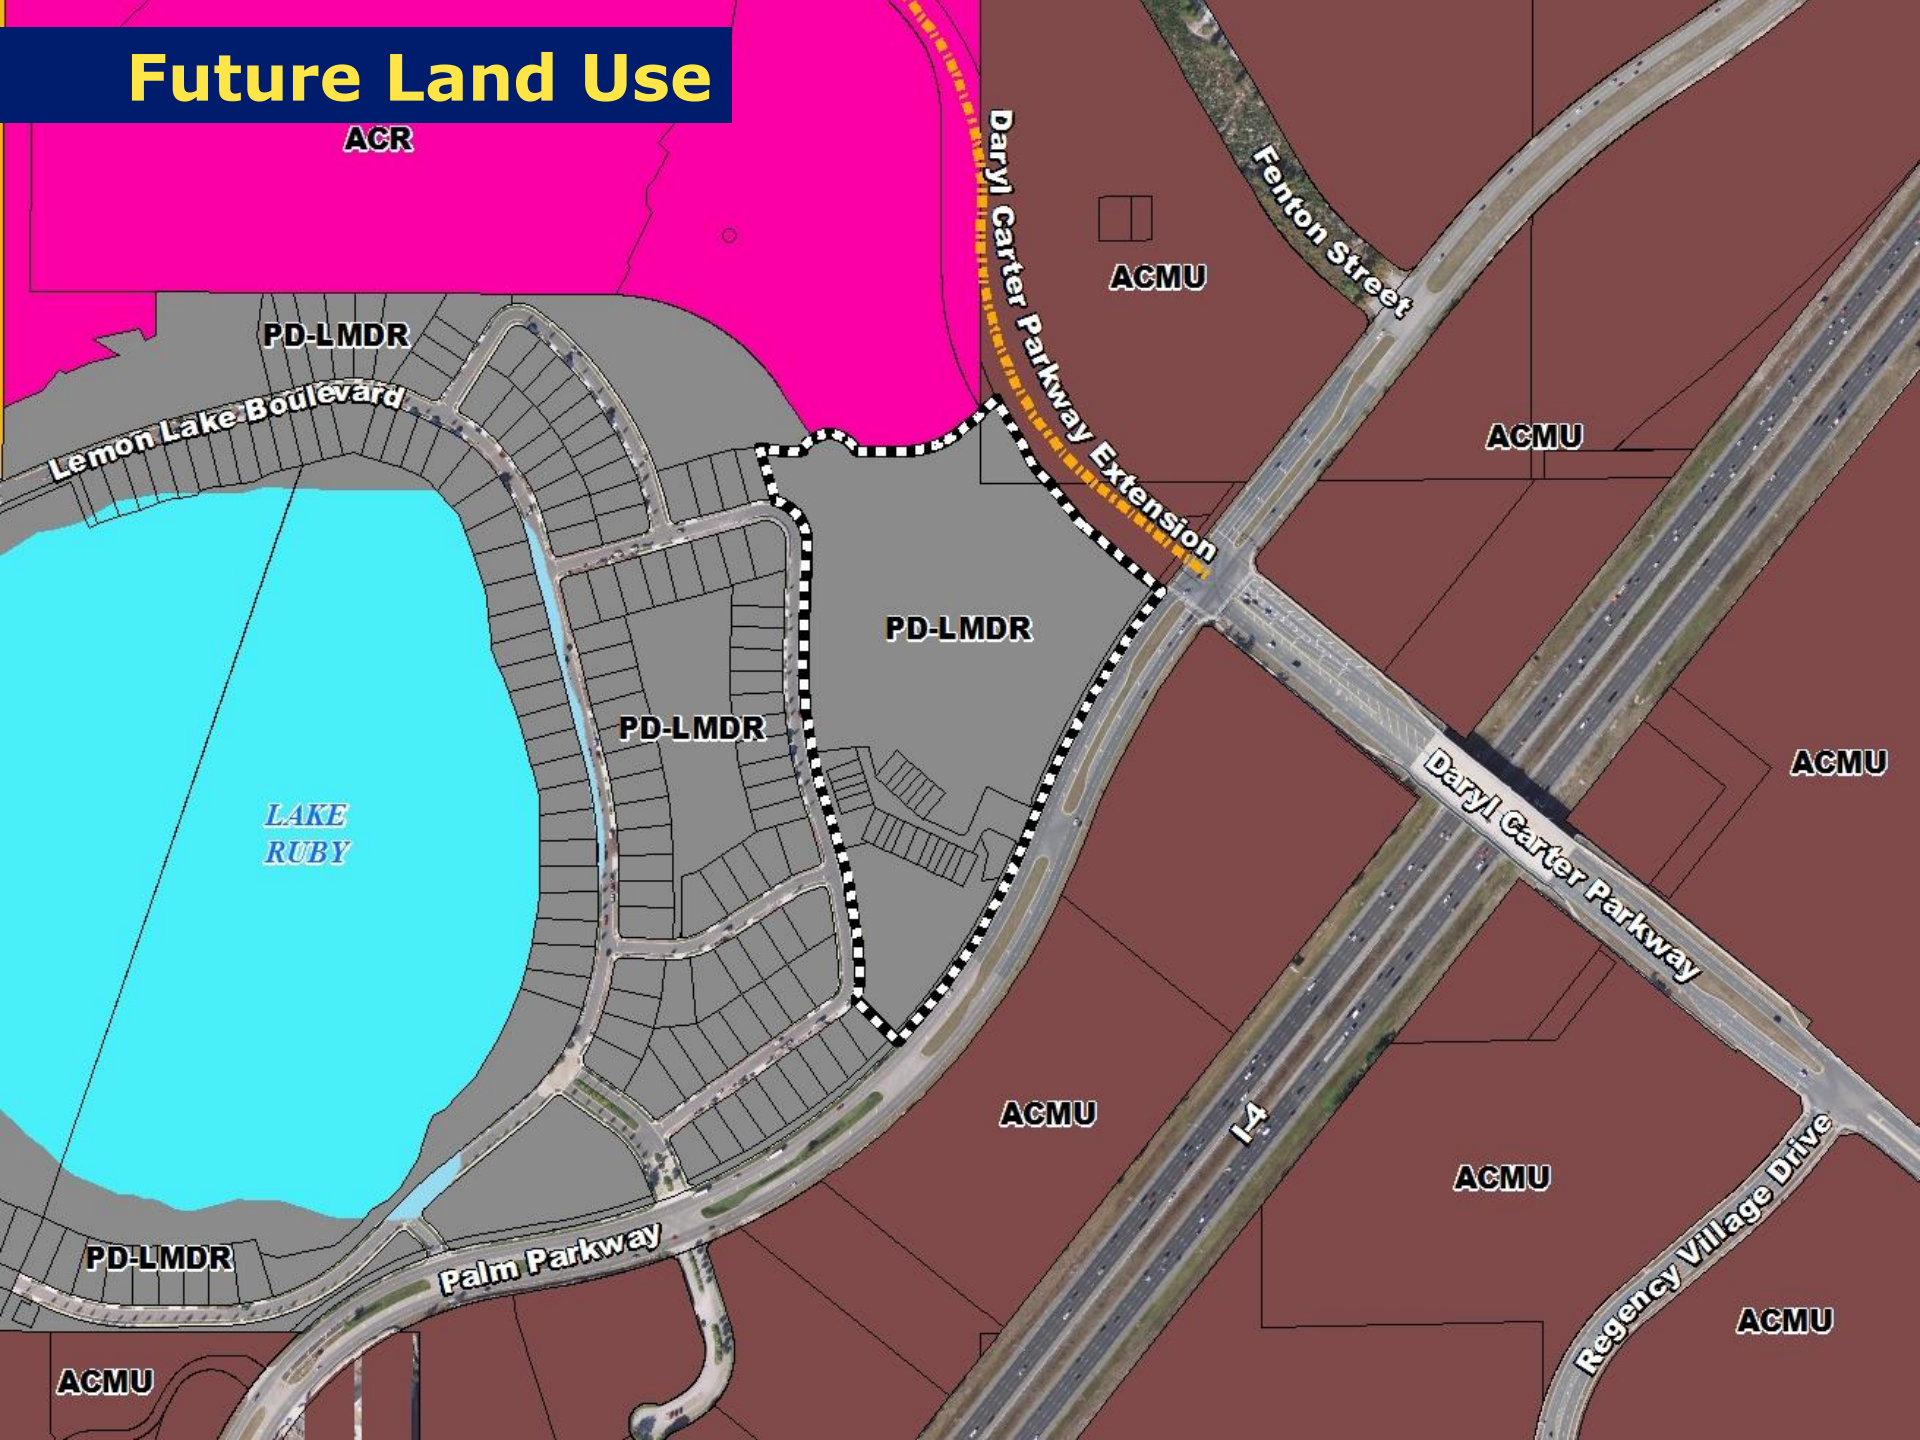 Future Land Use
ACR
Daryl Carter Parkway Extension
Fenton Street
ACMU
PD-LMDR
Lemon Lake Boulevard
ACMU
PD-LMDR
PD-LMDR
ACMU
Daryl Carter Parkway
LAKE
RUBY
ACMU
I-4
ACMU
Regency Village Drive
PD-LMDR
Palm Parkway
ACMU
ACMU